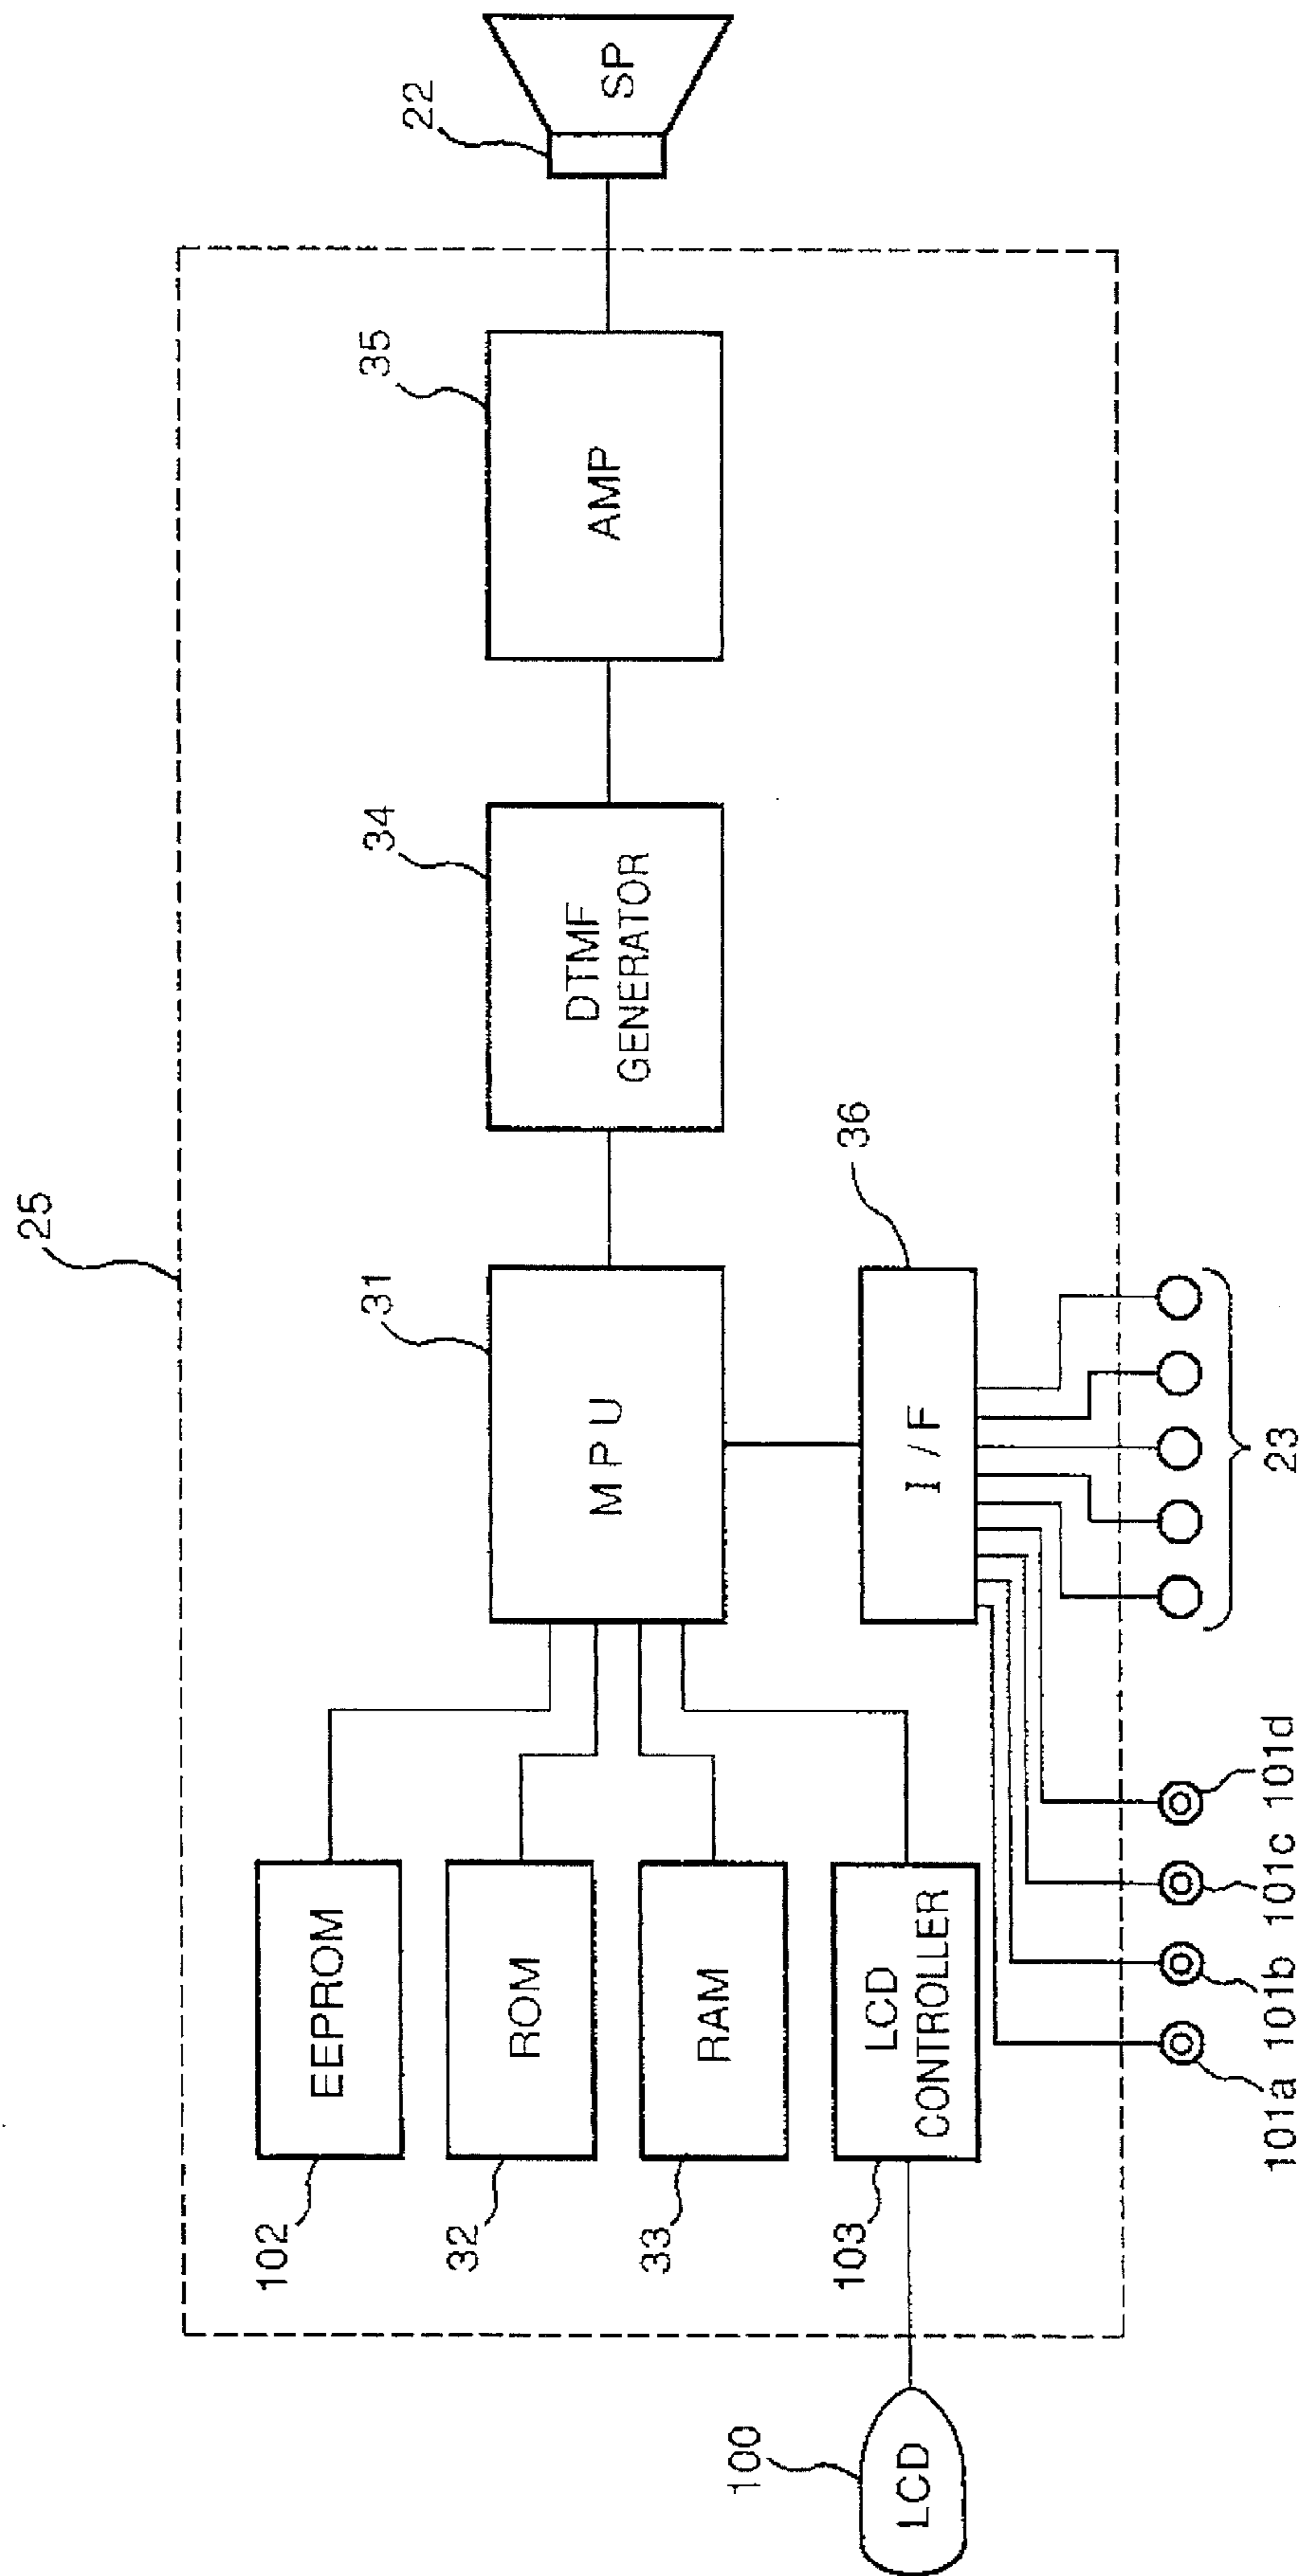 25
22
SP
35
AMP
34
DTMF
GENERATOR
31
M P U
36
I / F
23
102
EEPROM
32
ROM
33
RAM
103
LCD
CONTROLLER
100
LCD
101a
101b
101c
101d